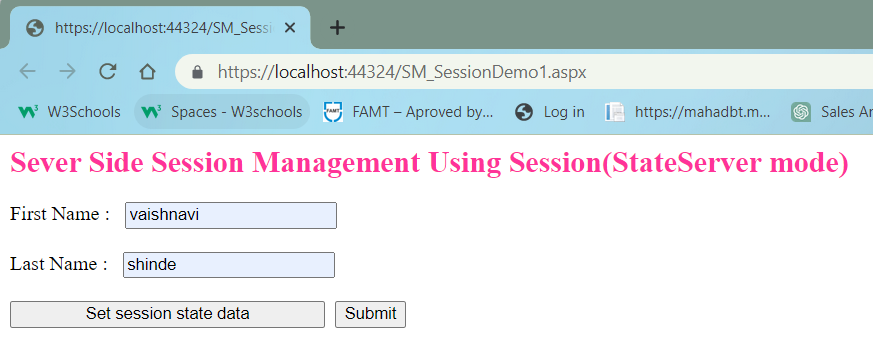 https://localhost:44324/SM_Sessi
https://localhost:44324/SM_SessionDemo1.aspx
W3Schools Spaces - W3schools FAMT – Aproved by... Log in https://mahadbt.m... Sales An
Sever Side Session Management Using Session(StateServer mode)
First Name : vaishnavi
Last Name : shinde
Set session state data Submit